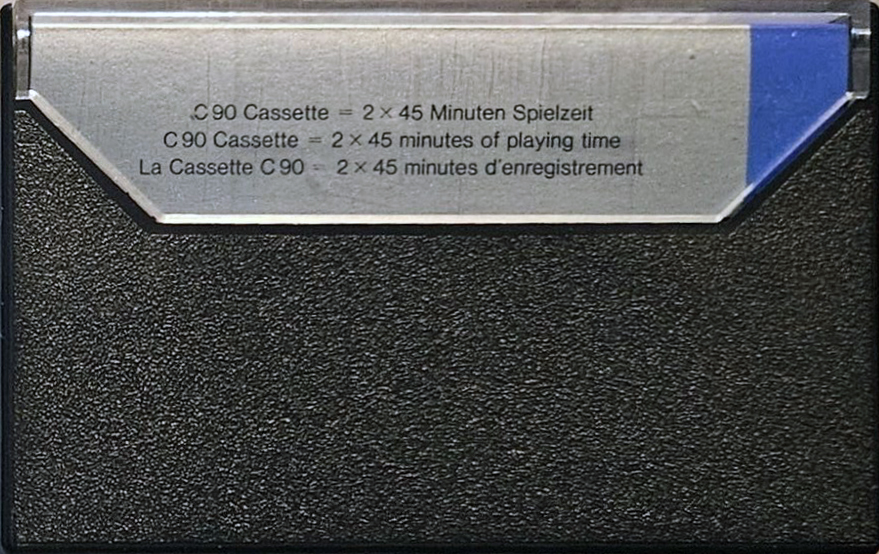 C 90 Cassette = 2 × 45 Minuten Spielzeit
C 90 Cassette = 2 × 45 minutes of playing time
La Cassette C 90 = 2 × 45 minutes d'enregistrement